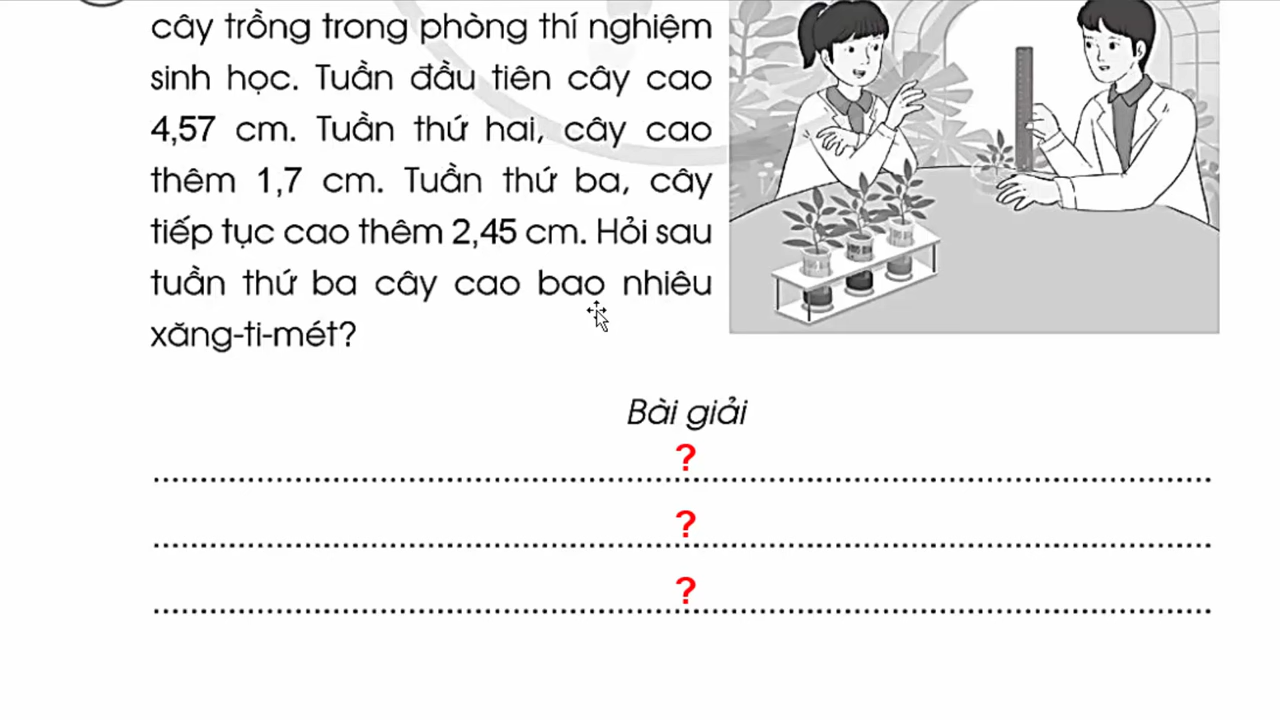 cây trồng trong phòng thí nghiệm
sinh học. Tuần đầu tiên cây cao
4,57 cm. Tuần thứ hai, cây cao
thêm 1,7 cm. Tuần thứ ba, cây
tiếp tục cao thêm 2,45 cm. Hỏi sau
tuần thứ ba cây cao bao nhiêu
xăng-ti-mét?
Bài giải
?
?
?